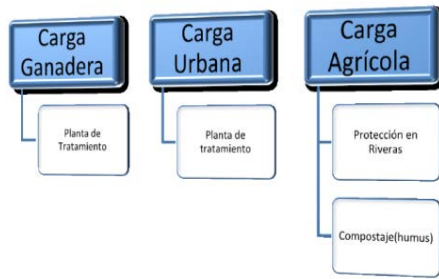 Carga
Ganadera
Planta de
Tratamiento
Carga
Urbana
Planta de
tratamiento
Carga
Agrícola
Protección en
Riveras
Compostaje(humus)